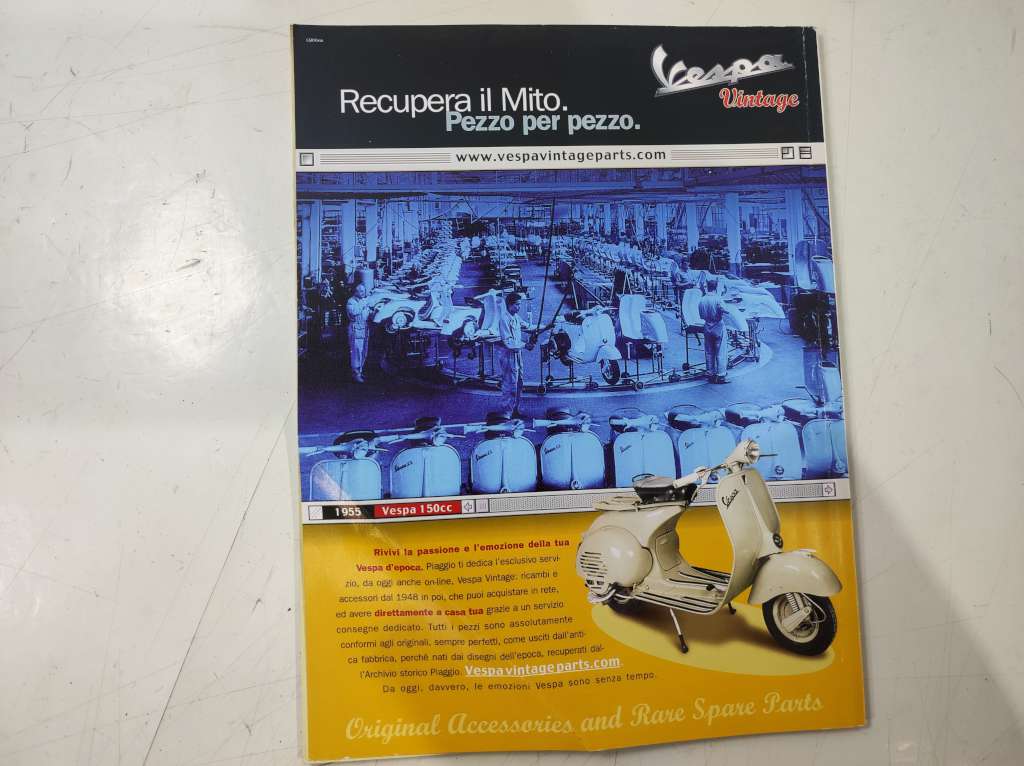 Vespa
Vintage
Recupera il Mito.
Pezzo per pezzo.
www.vespavintageparts.com
1955 Vespa 150cc
Vespa
Rivivi la passione e l'emozione della tua
Vespa d'epoca. Piaggio ti dedica l'esclusivo servi-
zio, da oggi anche on-line, Vespa Vintage: ricambi e
accessori dal 1948 in poi, che puoi acquistare in rete,
ed avere direttamente a casa tua grazie a un servizio
consegne dedicato. Tutti i pezzi sono assolutamente
conformi agli originali, sempre perfetti, come usciti dall'anti-
ca fabbrica, perchè nati dai disegni dell'epoca, recuperati dal-
l'Archivio storico Piaggio. Vespavintageparts.com.
Da oggi, davvero, le emozioni Vespa sono senza tempo.
Original Accessories and Rare Spare Parts